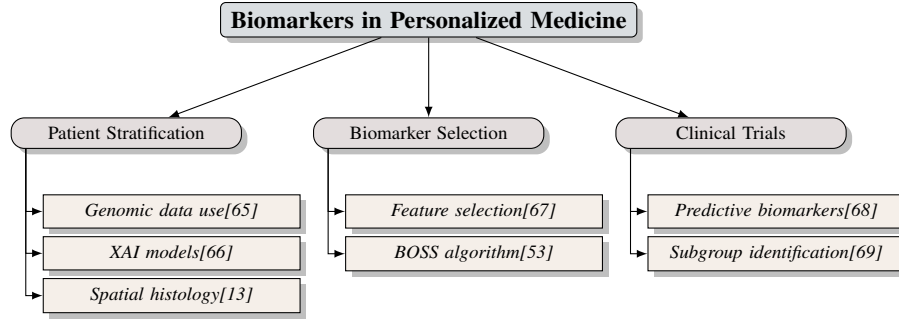 Biomarkers in Personalized Medicine
Patient Stratification
Genomic data use[65]
XAI models[66]
Spatial histology[13]
Biomarker Selection
Feature selection[67]
BOSS algorithm[53]
Clinical Trials
Predictive biomarkers[68]
Subgroup identification[69]